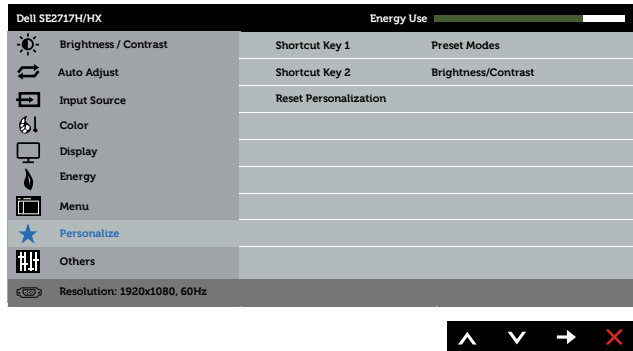 Dell SE2717H/HX Energy Use
Brightness / Contrast Shortcut Key 1 Preset Modes
Auto Adjust Shortcut Key 2 Brightness/Contrast
Input Source Reset Personalization
Color
Display
Energy
Menu
Personalize
Others
Resolution: 1920x1080, 60Hz